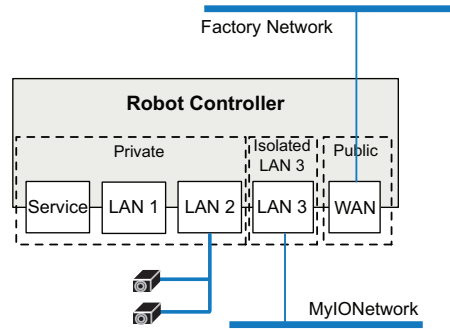 Factory Network
Robot Controller
Private
Isolated
LAN 3
Public
Service
LAN 1
LAN 2
LAN 3
WAN
MyIONetwork